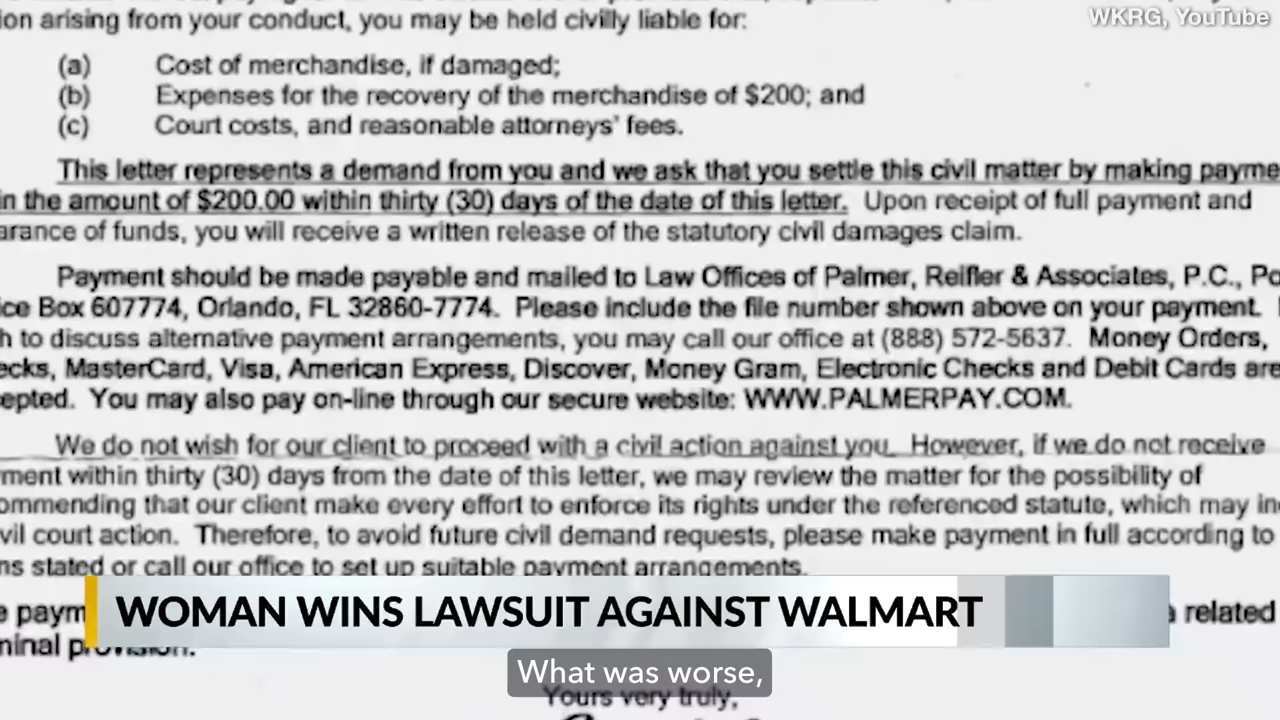 WKRG, YouTube
ion arising from your conduct, you may be held civilly liable for:
(a) Cost of merchandise, if damaged;
(b) Expenses for the recovery of the merchandise of $200; and
(c) Court costs, and reasonable attorneys' fees.
This letter represents a demand from you and we ask that you settle this civil matter by making payme
in the amount of $200.00 within thirty (30) days of the date of this letter. Upon receipt of full payment and
arance of funds, you will receive a written release of the statutory civil damages claim.
Payment should be made payable and mailed to Law Offices of Palmer, Reifler & Associates, P.C., Po
ice Box 607774, Orlando, FL 32860-7774. Please include the file number shown above on your payment.
h to discuss alternative payment arrangements, you may call our office at (888) 572-5637. Money Orders,
ecks, MasterCard, Visa, American Express, Discover, Money Gram, Electronic Checks and Debit Cards are
epted. You may also pay on-line through our secure website: WWW.PALMERPAY.COM.
We do not wish for our client to proceed with a civil action against you. However, if we do not receive
ment within thirty (30) days from the date of this letter, we may review the matter for the possibility of
ommending that our client make every effort to enforce its rights under the referenced statute, which may in
vil court action. Therefore, to avoid future civil demand requests, please make payment in full according to
ns stated or call our office to set up suitable payment arrangements.
e paym a related
minal provision.
WOMAN WINS LAWSUIT AGAINST WALMART
What was worse,
Yours very truly,